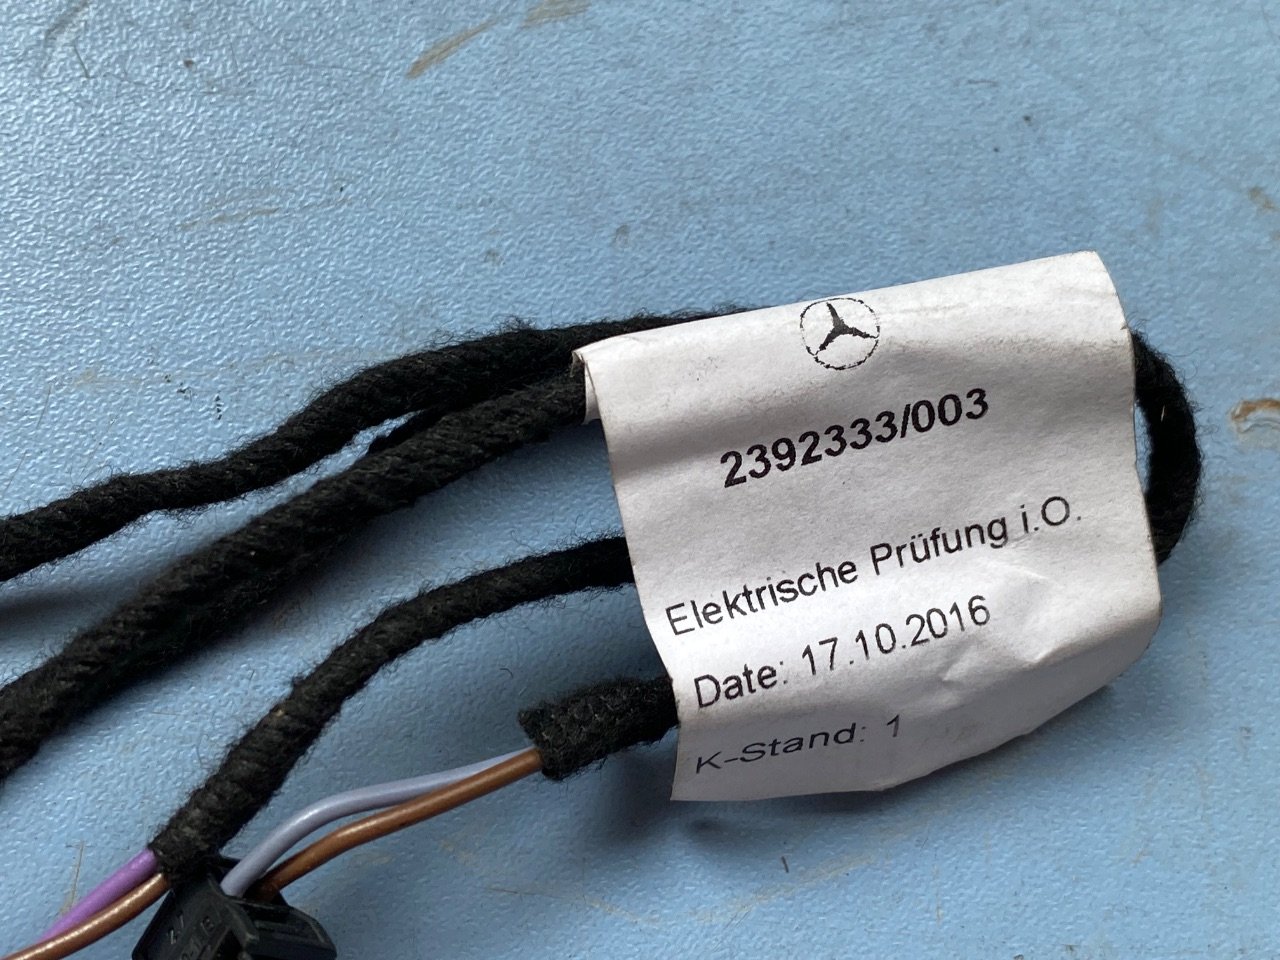 2392333/003
Elektrische Prüfung i.O.
Date: 17.10.2016
K-Stand: 1